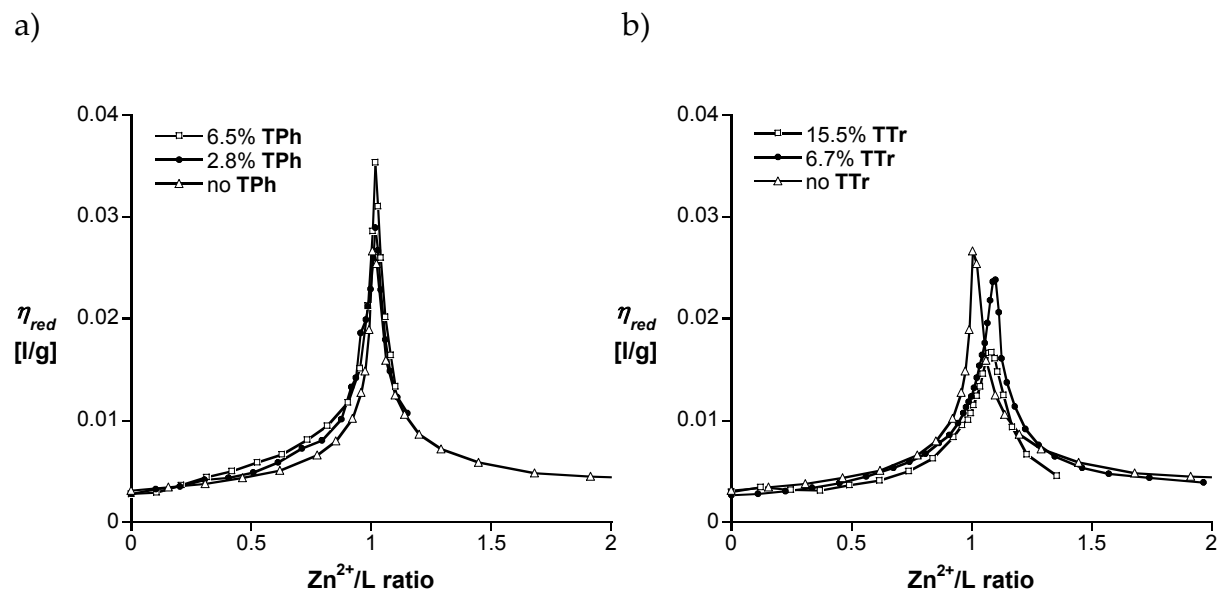 a)
0.04
6.5% TPh
2.8% TPh
no TPh
0.03
ηred
[l/g]
0.02
0.01
0
0 0.5 1 1.5 2
Zn2+/L ratio
b)
0.04
15.5% TTr
6.7% TTr
no TTr
0.03
ηred
[l/g]
0.02
0.01
0
0 0.5 1 1.5 2
Zn2+/L ratio